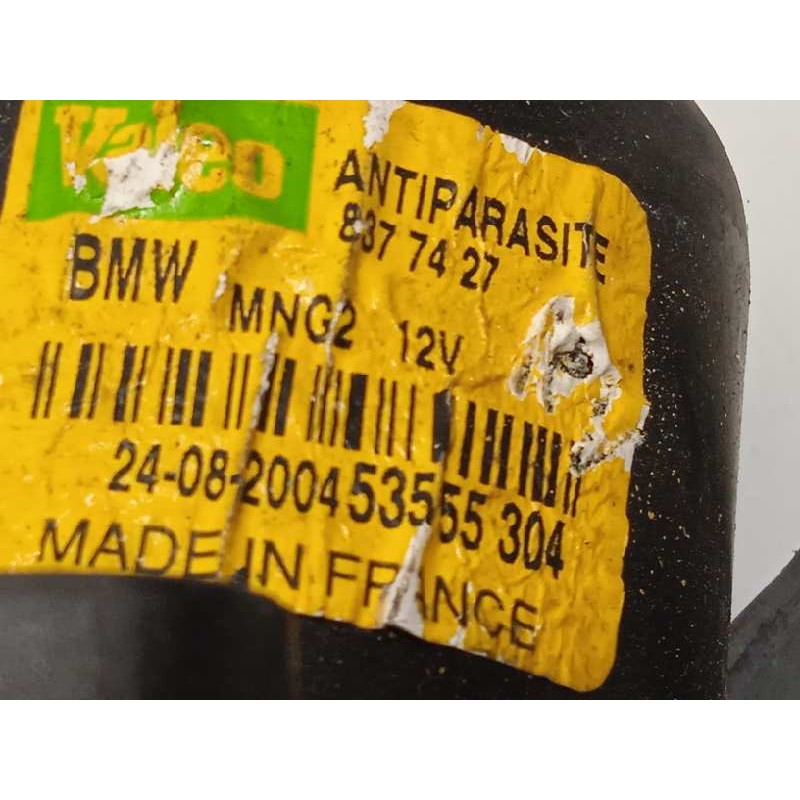 Valeo
ANTIPARASITE
837 74 27
BMW MNG2 12V
24-08-2004 53555 304
MADE IN FRANCE